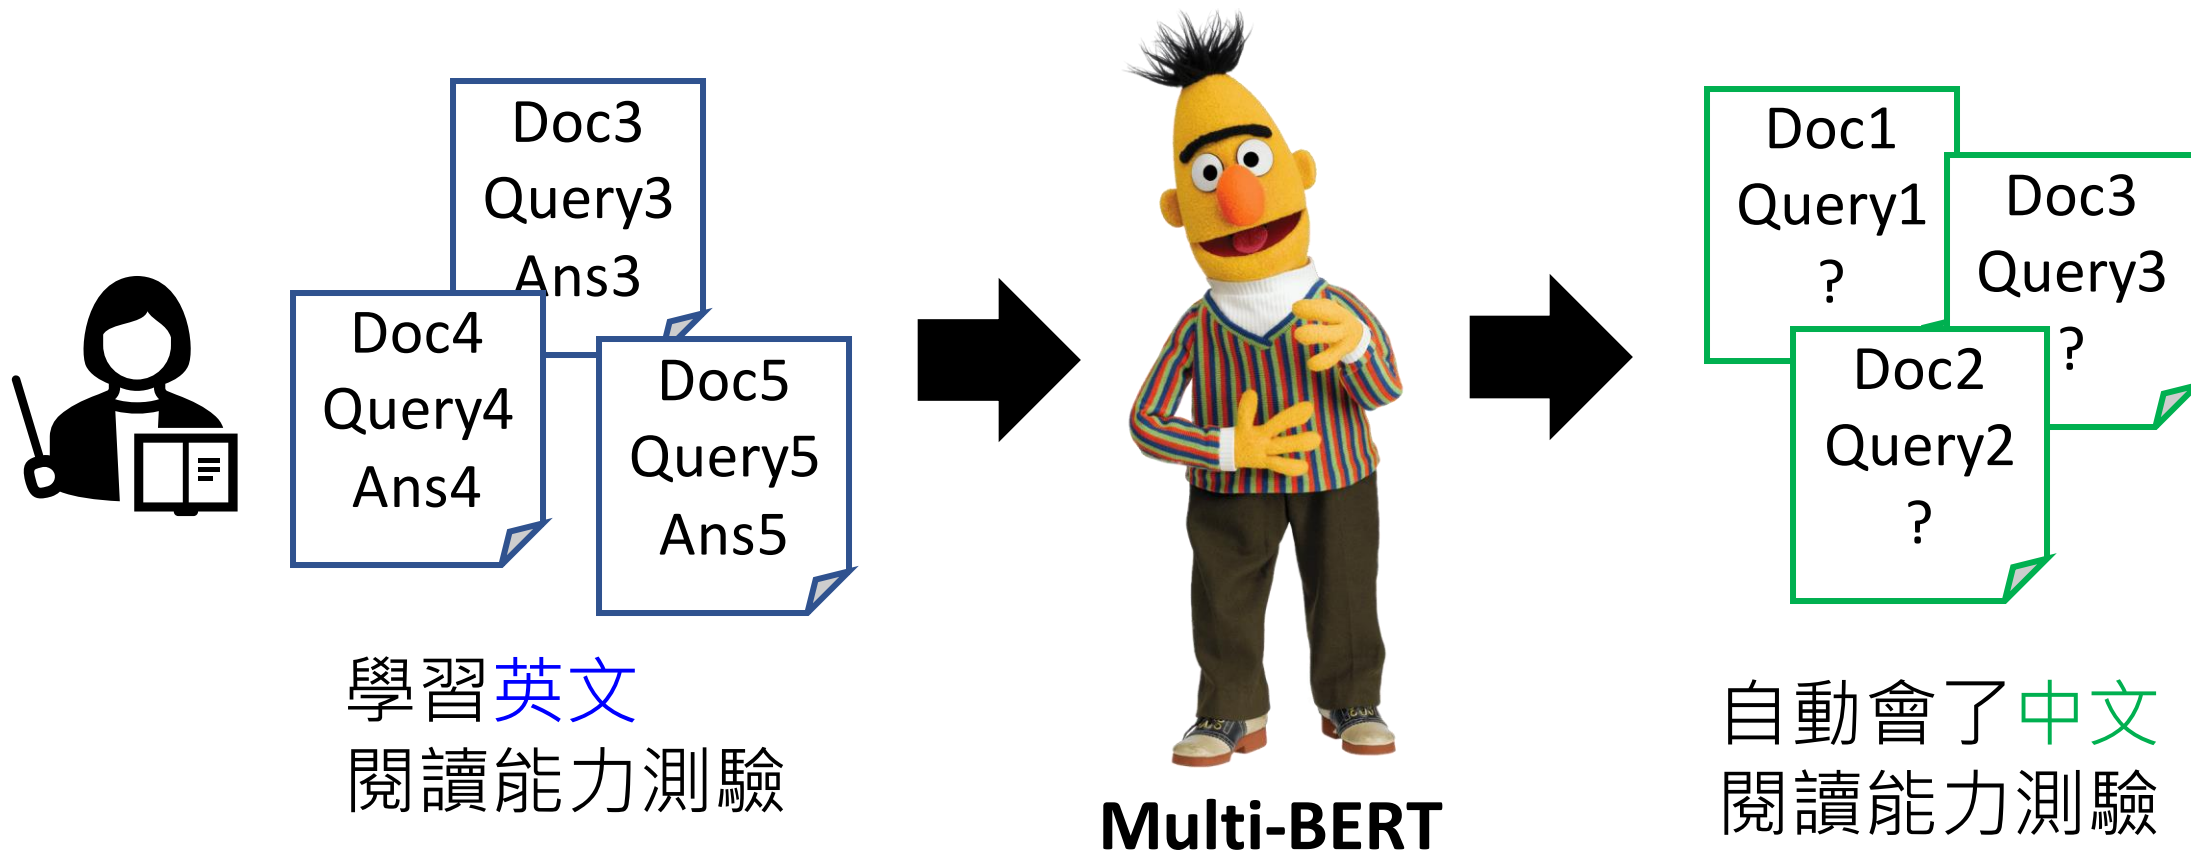 Doc3
Query3
Ans3
Doc4
Query4
Ans4
Doc5
Query5
Ans5
學習英文
閱讀能力測驗
Multi-BERT
Doc1
Query1
?
Doc3
Query3
?
Doc2
Query2
?
自動會了中文
閱讀能力測驗